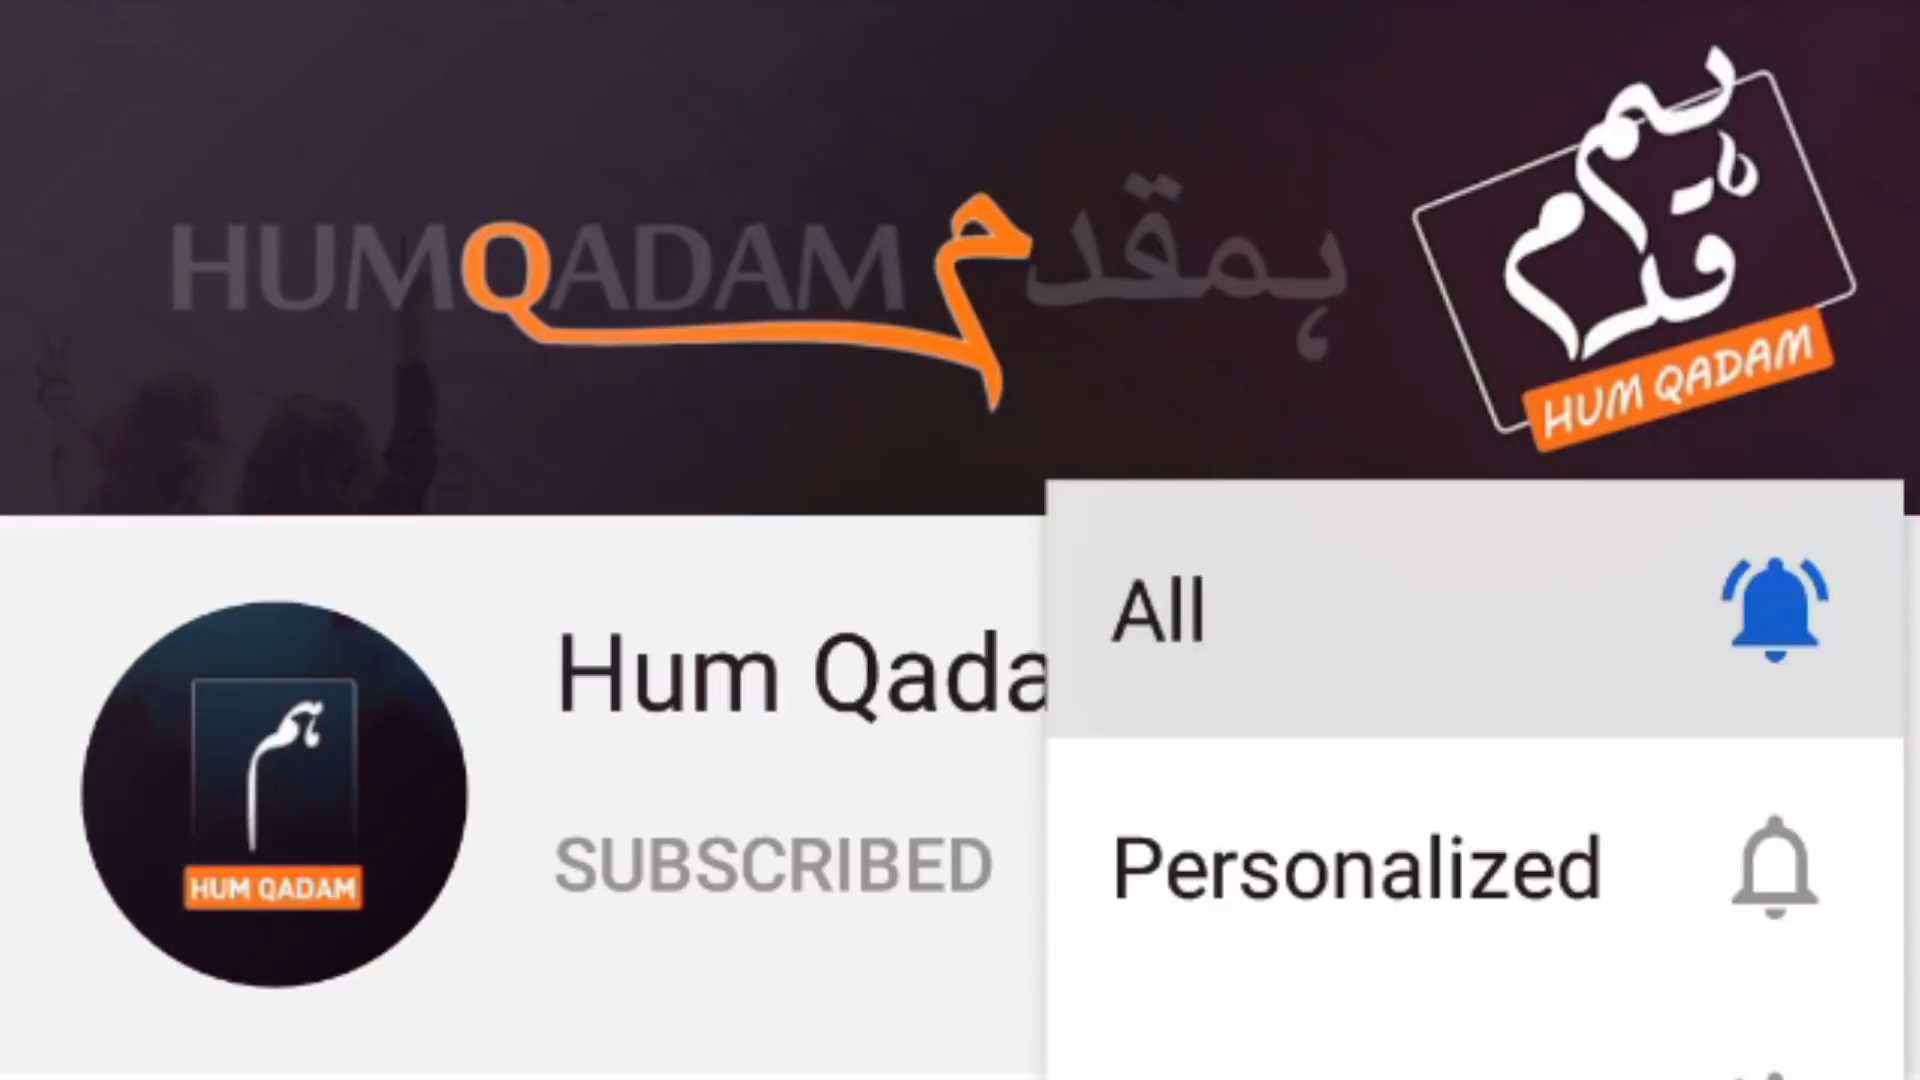 HUMQADAM ہمقدم
ہم
قدم
HUM QADAM
All
Hum Qada
ہم
HUM QADAM
SUBSCRIBED
Personalized